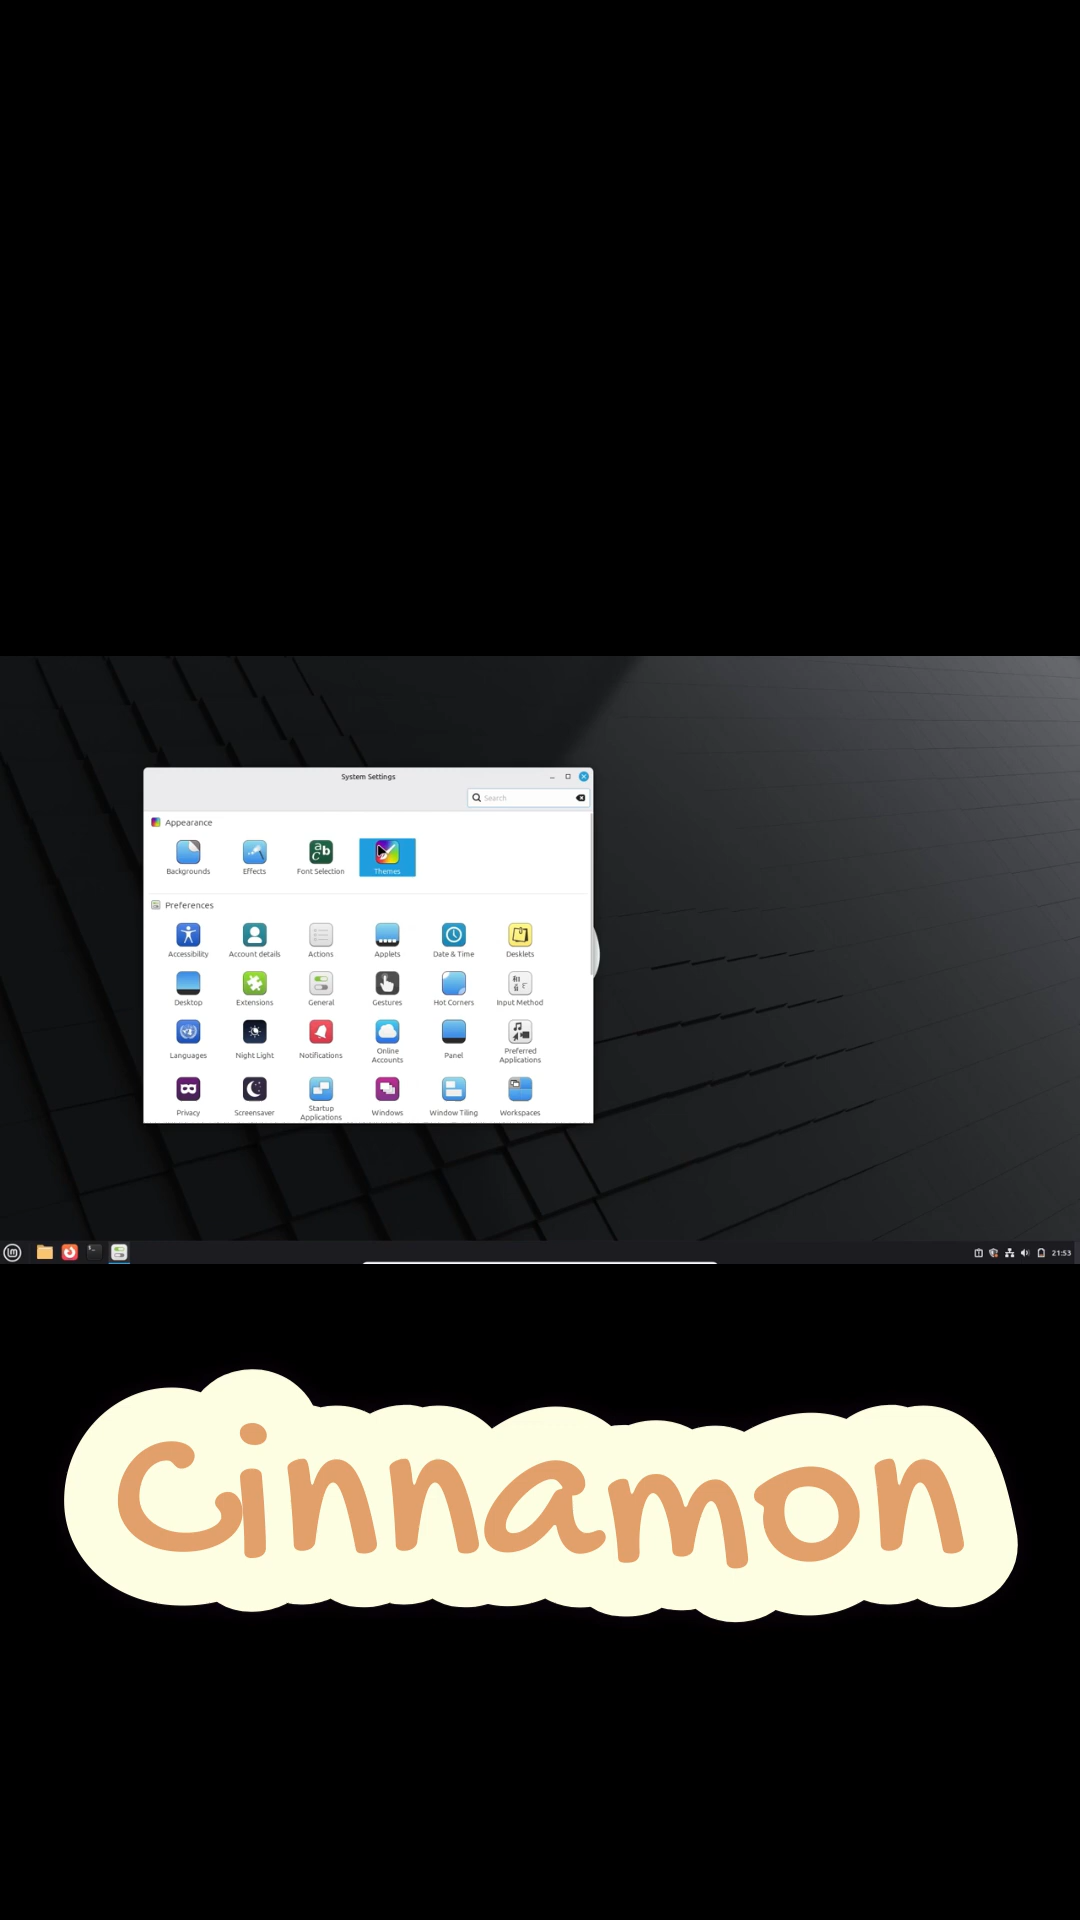 System Settings
Search
Appearance
Backgrounds Effects Font Selection Themes
Preferences
Accessibility Account details Actions Applets Date & Time Desklets
Desktop Extensions General Gestures Hot Corners Input Method
Languages Night Light Notifications Online Accounts Panel Preferred Applications
Privacy Screensaver Startup Applications Windows Window Tiling Workspaces
21:53
Cinnamon